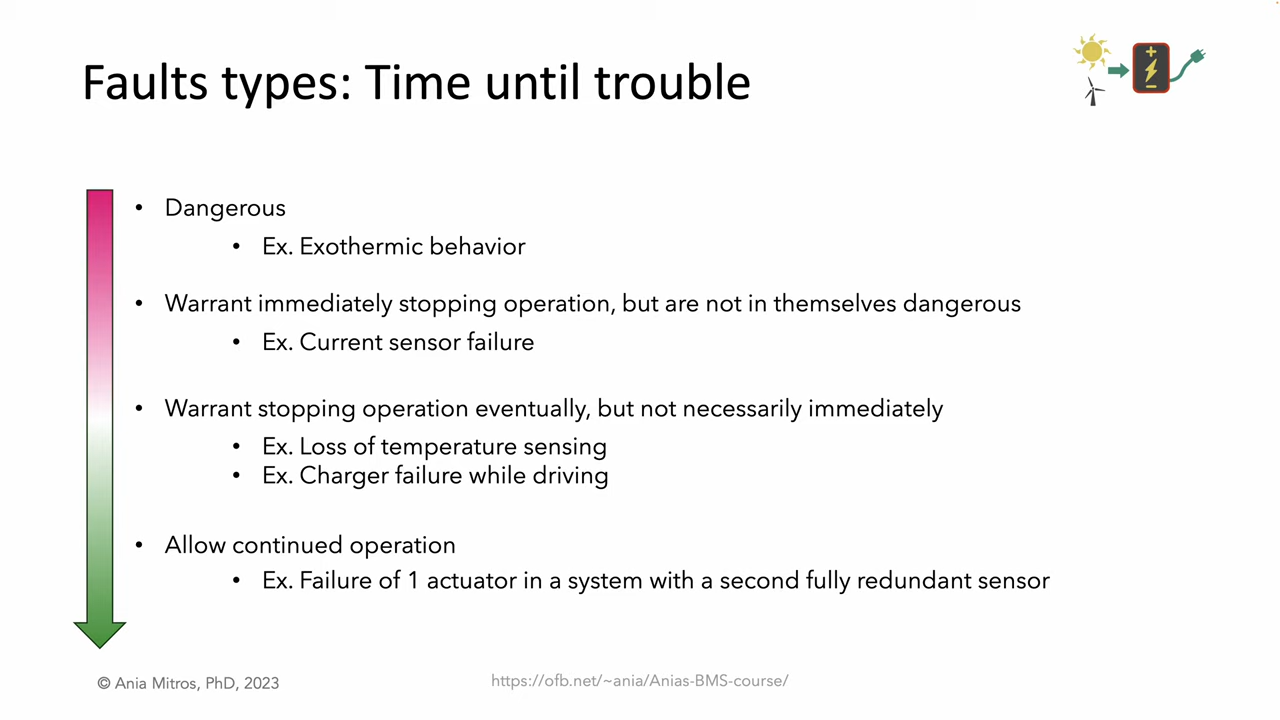 Faults types: Time until trouble
• Dangerous
• Ex. Exothermic behavior
• Warrant immediately stopping operation, but are not in themselves dangerous
• Ex. Current sensor failure
• Warrant stopping operation eventually, but not necessarily immediately
• Ex. Loss of temperature sensing
• Ex. Charger failure while driving
• Allow continued operation
• Ex. Failure of 1 actuator in a system with a second fully redundant sensor
© Ania Mitros, PhD, 2023
https://ofb.net/~ania/Anias-BMS-course/